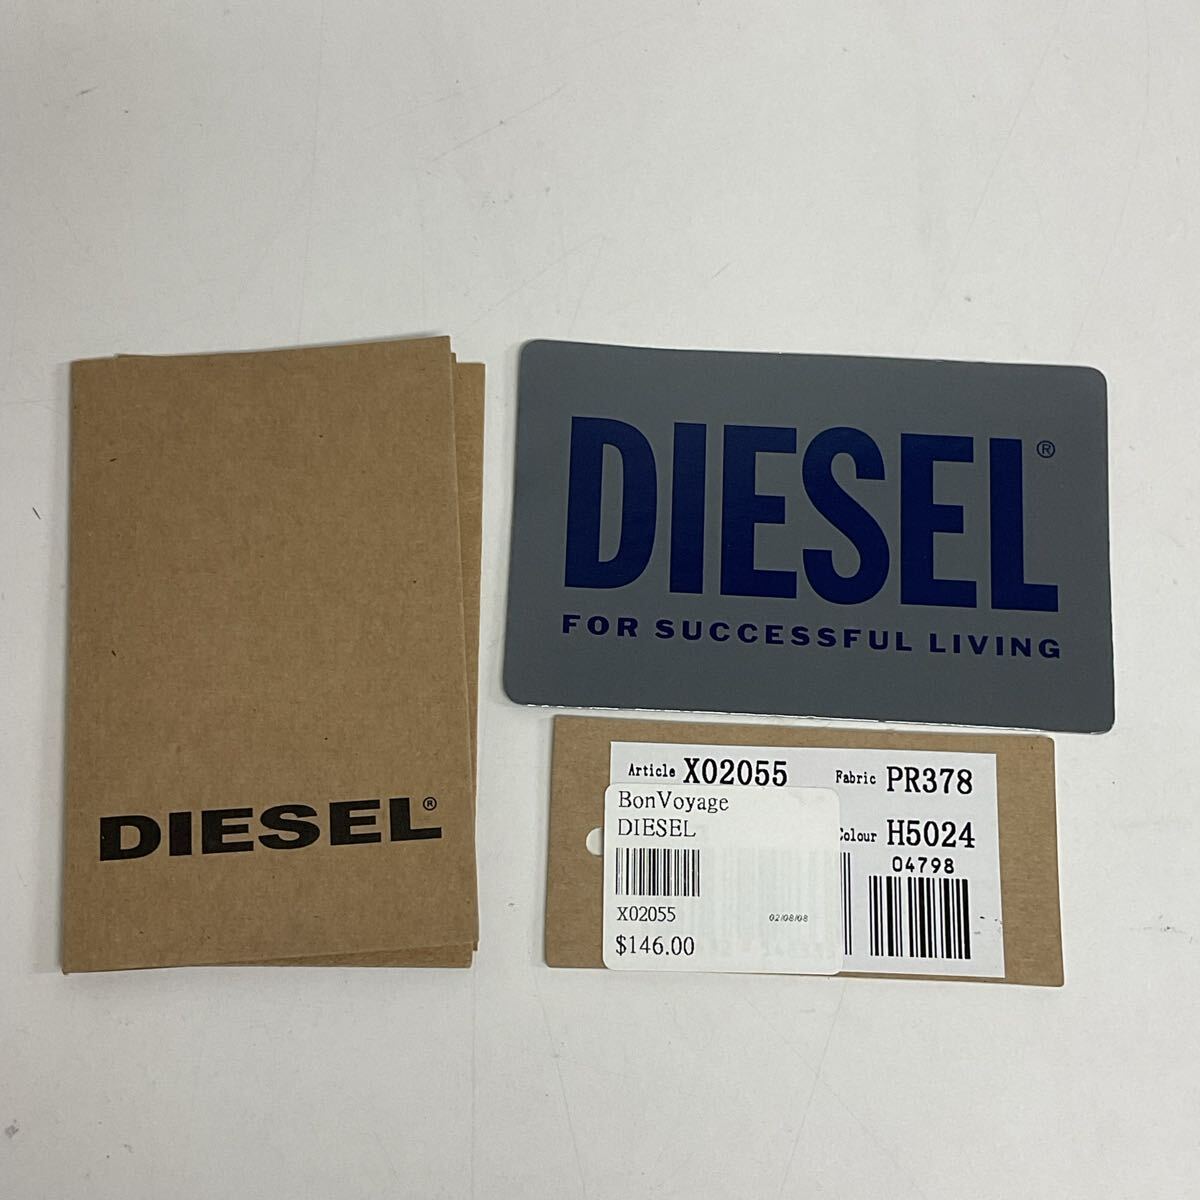 DIESEL®
DIESEL®
FOR SUCCESSFUL LIVING
Article X02055 Fabric PR378
Colour H5024
04798
BonVoyage
DIESEL
X02055 02/08/08
$146.00